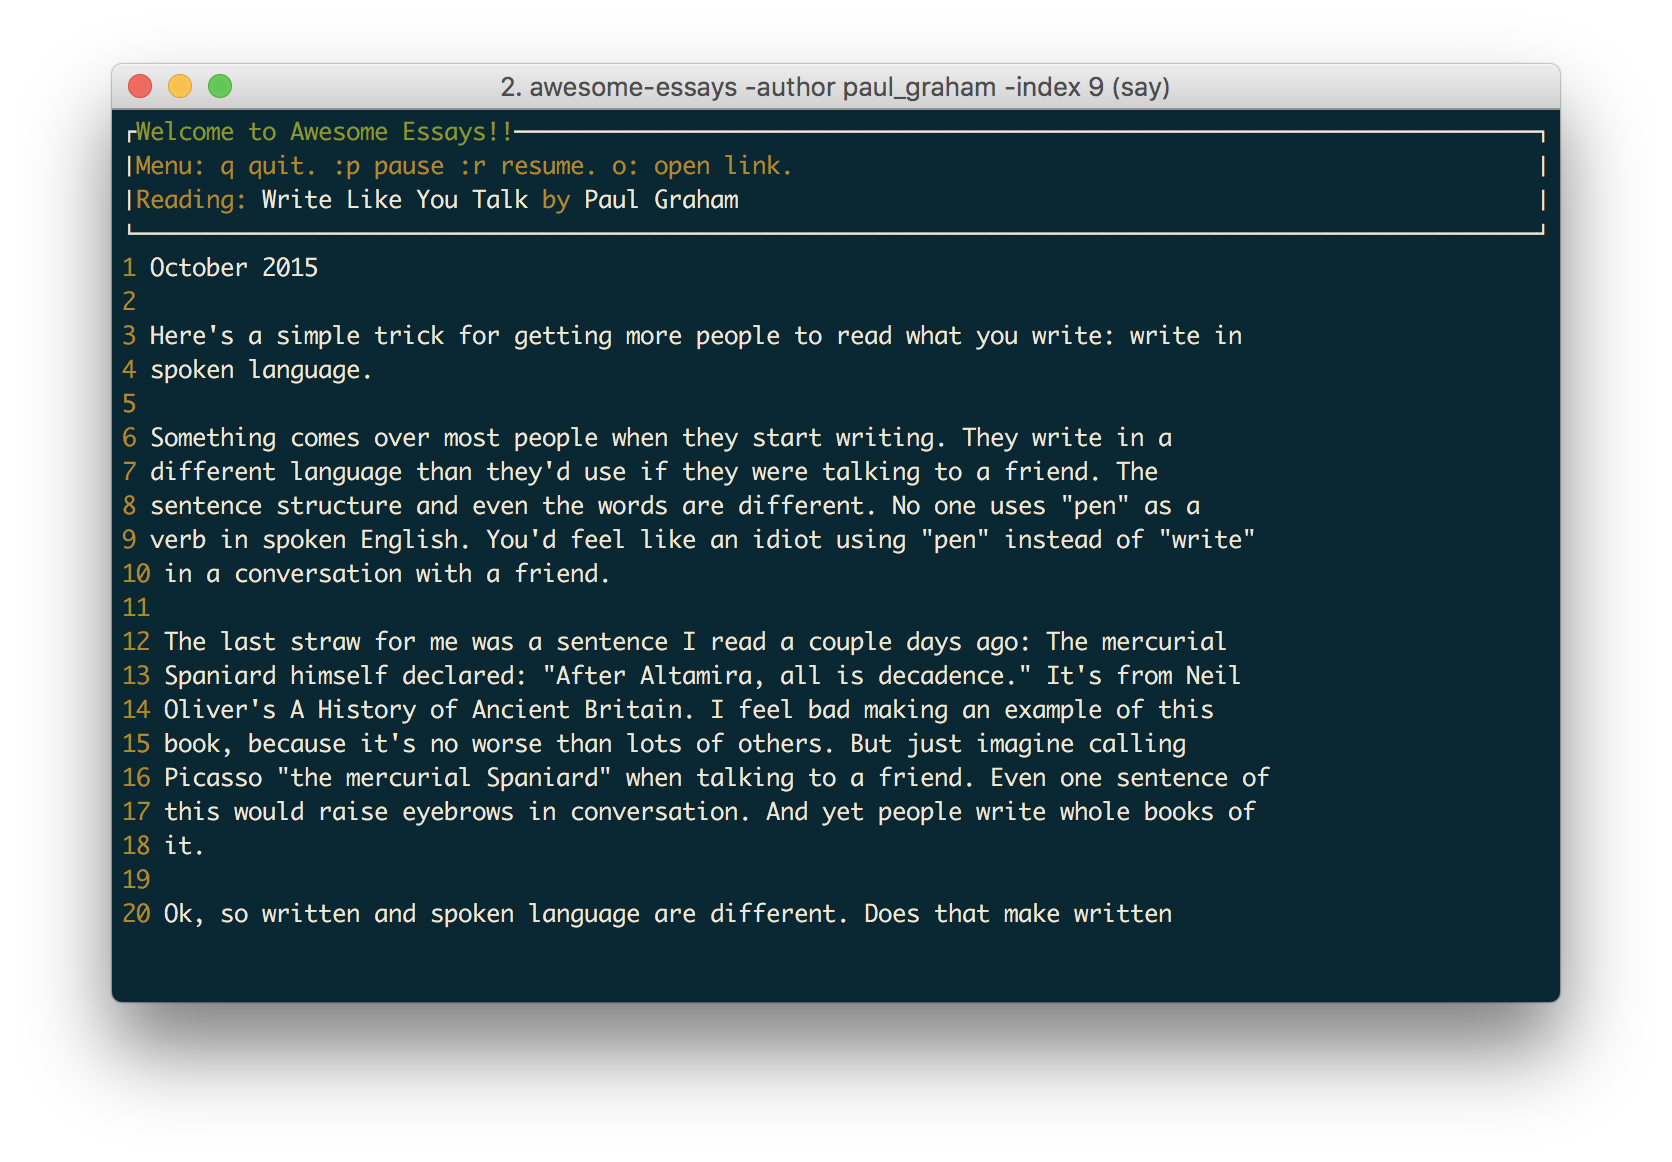 2. awesome-essays -author paul_graham -index 9 (say)
Welcome to Awesome Essays!!
Menu: q quit. :p pause :r resume. o: open link.
Reading: Write Like You Talk by Paul Graham
1 October 2015
2
3 Here's a simple trick for getting more people to read what you write: write in
4 spoken language.
5
6 Something comes over most people when they start writing. They write in a
7 different language than they'd use if they were talking to a friend. The
8 sentence structure and even the words are different. No one uses "pen" as a
9 verb in spoken English. You'd feel like an idiot using "pen" instead of "write"
10 in a conversation with a friend.
11
12 The last straw for me was a sentence I read a couple days ago: The mercurial
13 Spaniard himself declared: "After Altamira, all is decadence." It's from Neil
14 Oliver's A History of Ancient Britain. I feel bad making an example of this
15 book, because it's no worse than lots of others. But just imagine calling
16 Picasso "the mercurial Spaniard" when talking to a friend. Even one sentence of
17 this would raise eyebrows in conversation. And yet people write whole books of
18 it.
19
20 Ok, so written and spoken language are different. Does that make written